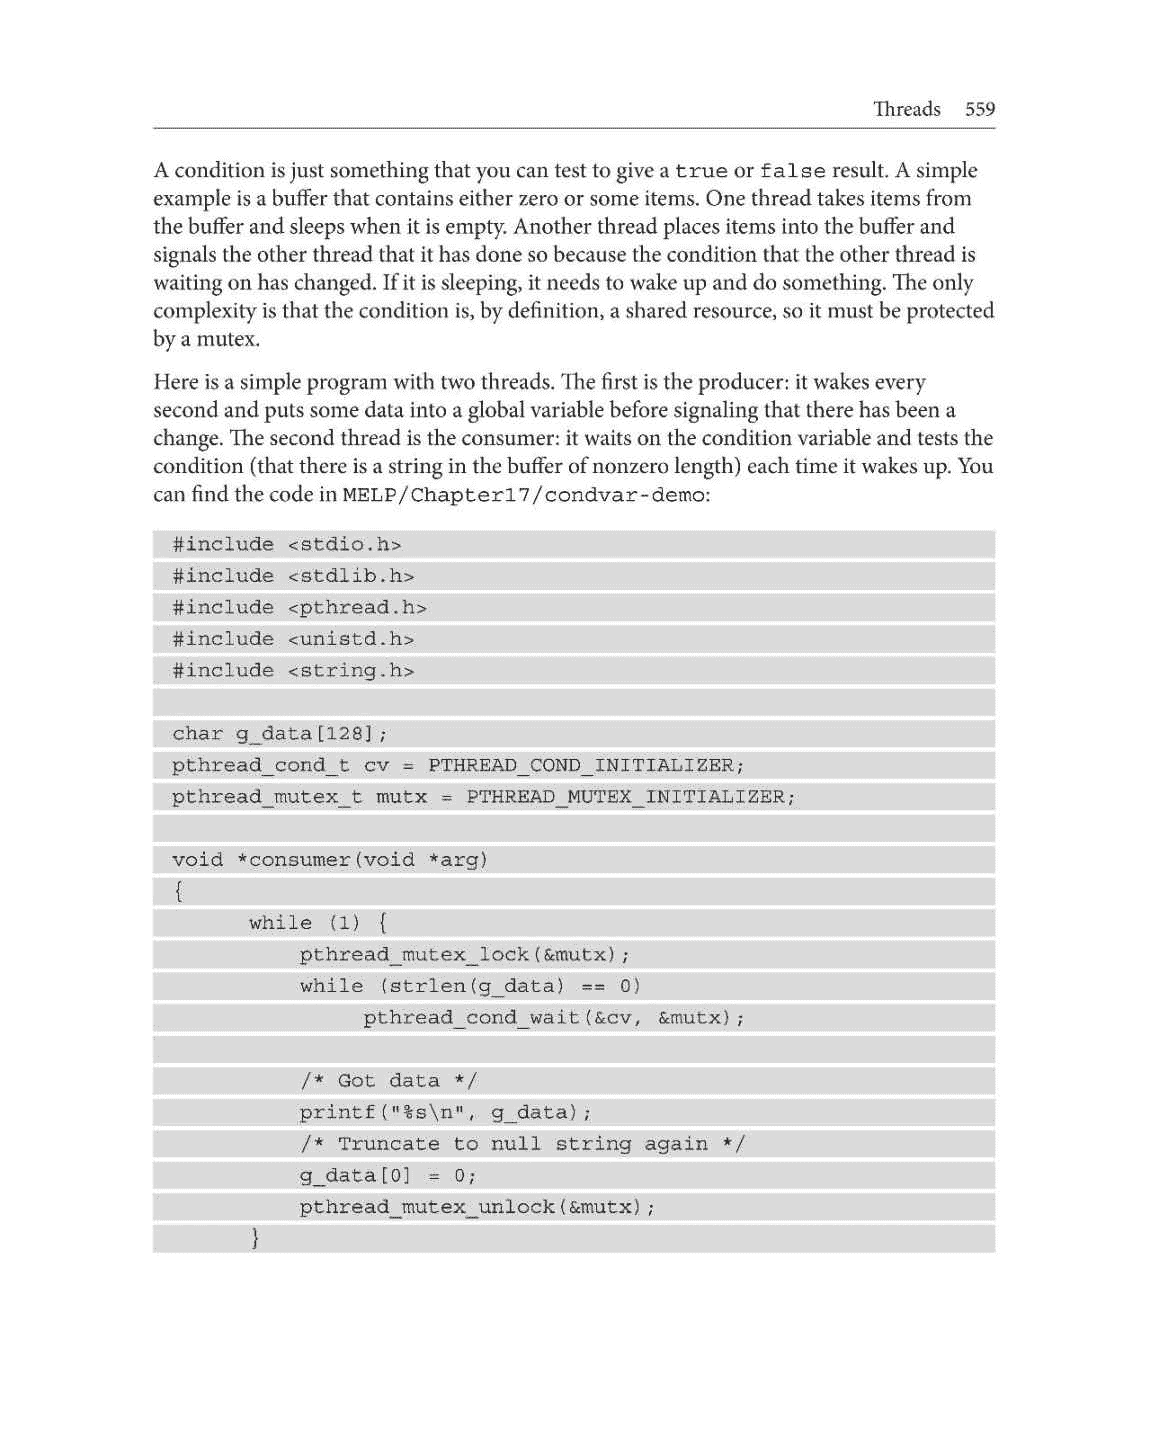 Threads 559
A condition is just something that you can test to give a true or false result. A simple
example is a buffer that contains either zero or some items. One thread takes items from
the buffer and sleeps when it is empty. Another thread places items into the buffer and
signals the other thread that it has done so because the condition that the other thread is
waiting on has changed. If it is sleeping, it needs to wake up and do something. The only
complexity is that the condition is, by definition, a shared resource, so it must be protected
by a mutex.
Here is a simple program with two threads. The first is the producer: it wakes every
second and puts some data into a global variable before signaling that there has been a
change. The second thread is the consumer: it waits on the condition variable and tests the
condition (that there is a string in the buffer of nonzero length) each time it wakes up. You
can find the code in MELP/Chapter17/condvar-demo:
#include <stdio.h>
#include <stdlib.h>
#include <pthread.h>
#include <unistd.h>
#include <string.h>
char g_data[128];
pthread_cond_t cv = PTHREAD_COND_INITIALIZER;
pthread_mutex_t mutx = PTHREAD_MUTEX_INITIALIZER;
void *consumer(void *arg)
{
while (1) {
pthread_mutex_lock(&mutx);
while (strlen(g_data) == 0)
pthread_cond_wait(&cv, &mutx);
/* Got data */
printf("%s\n", g_data);
/* Truncate to null string again */
g_data[0] = 0;
pthread_mutex_unlock(&mutx);
}